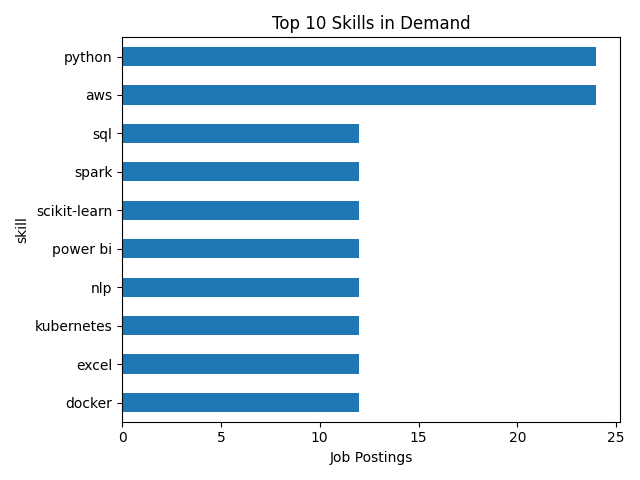 Top 10 Skills in Demand
skill
python
aws
sql
spark
scikit-learn
power bi
nlp
kubernetes
excel
docker
0 5 10 15 20 25
Job Postings